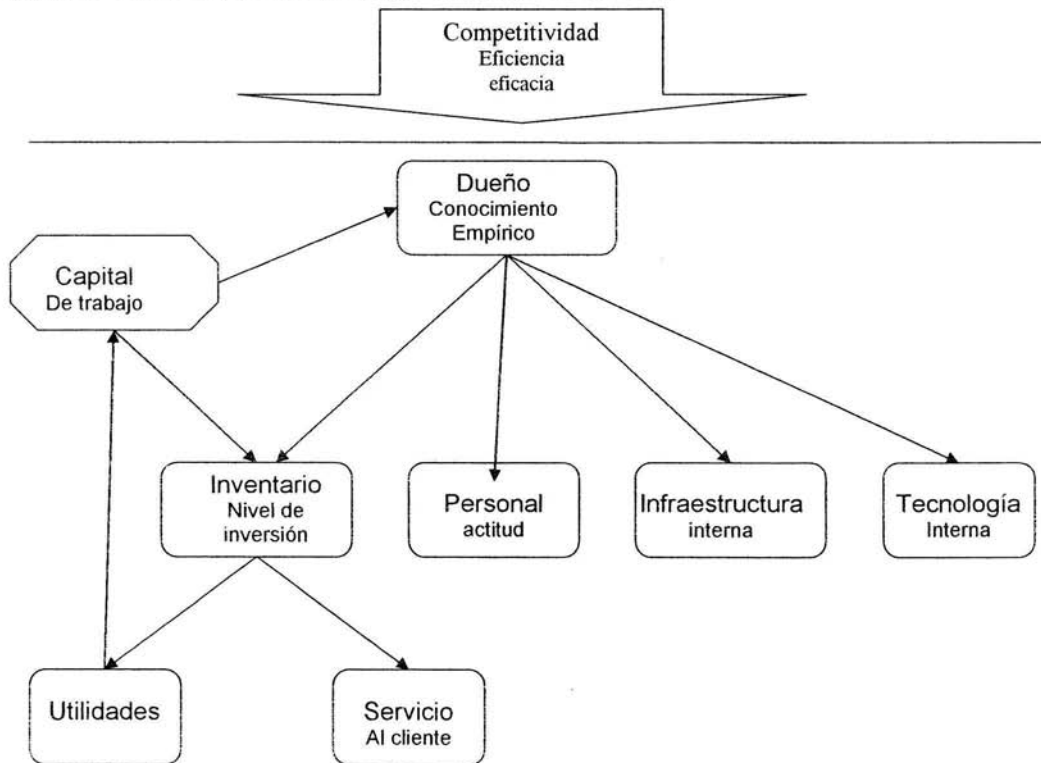 Competitividad
Eficiencia
eficacia
Dueño
Conocimiento
Empírico
Capital
De trabajo
Inventario
Nivel de
inversión
Personal
actitud
Infraestructura
interna
Tecnología
Interna
Utilidades
Servicio
Al cliente